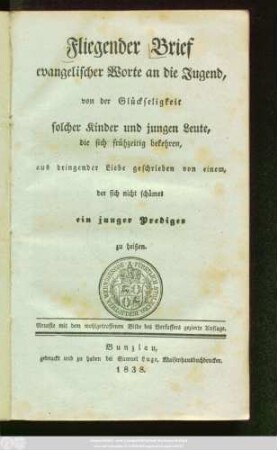 Fliegender Brief
evangelischer Worte an die Jugend,
von der Glückseligkeit
solcher Kinder und jungen Leute,
die sich frühzeitig bekehren,
aus dringender Liebe geschrieben von einem,
der sich nicht schämet
ein junger Prediger
zu heißen.
Neueste mit dem wohlgetroffenen Bilde des Verfassers gezierte Auflage.
Bunzlau,
gedruckt und zu haben bei Samuel Luge, Waisenhausbuchdrucker.
1838.